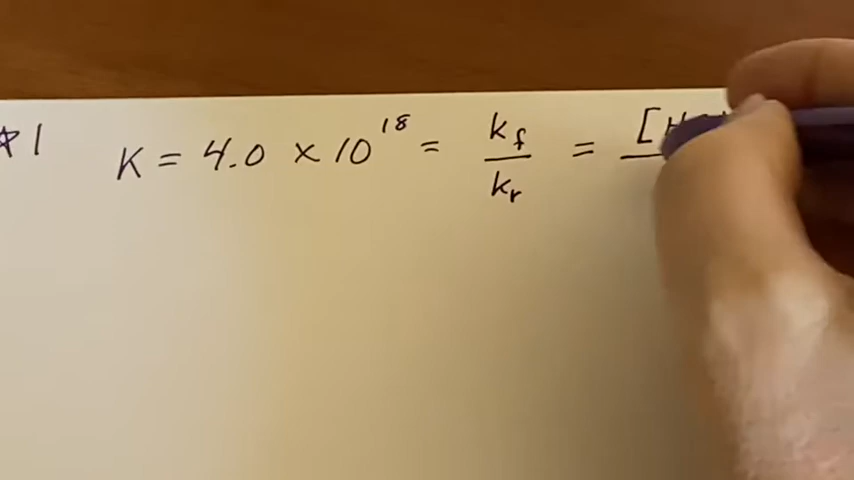 ☆1 K = 4.0 × 10^18 = k_f / k_r = [H